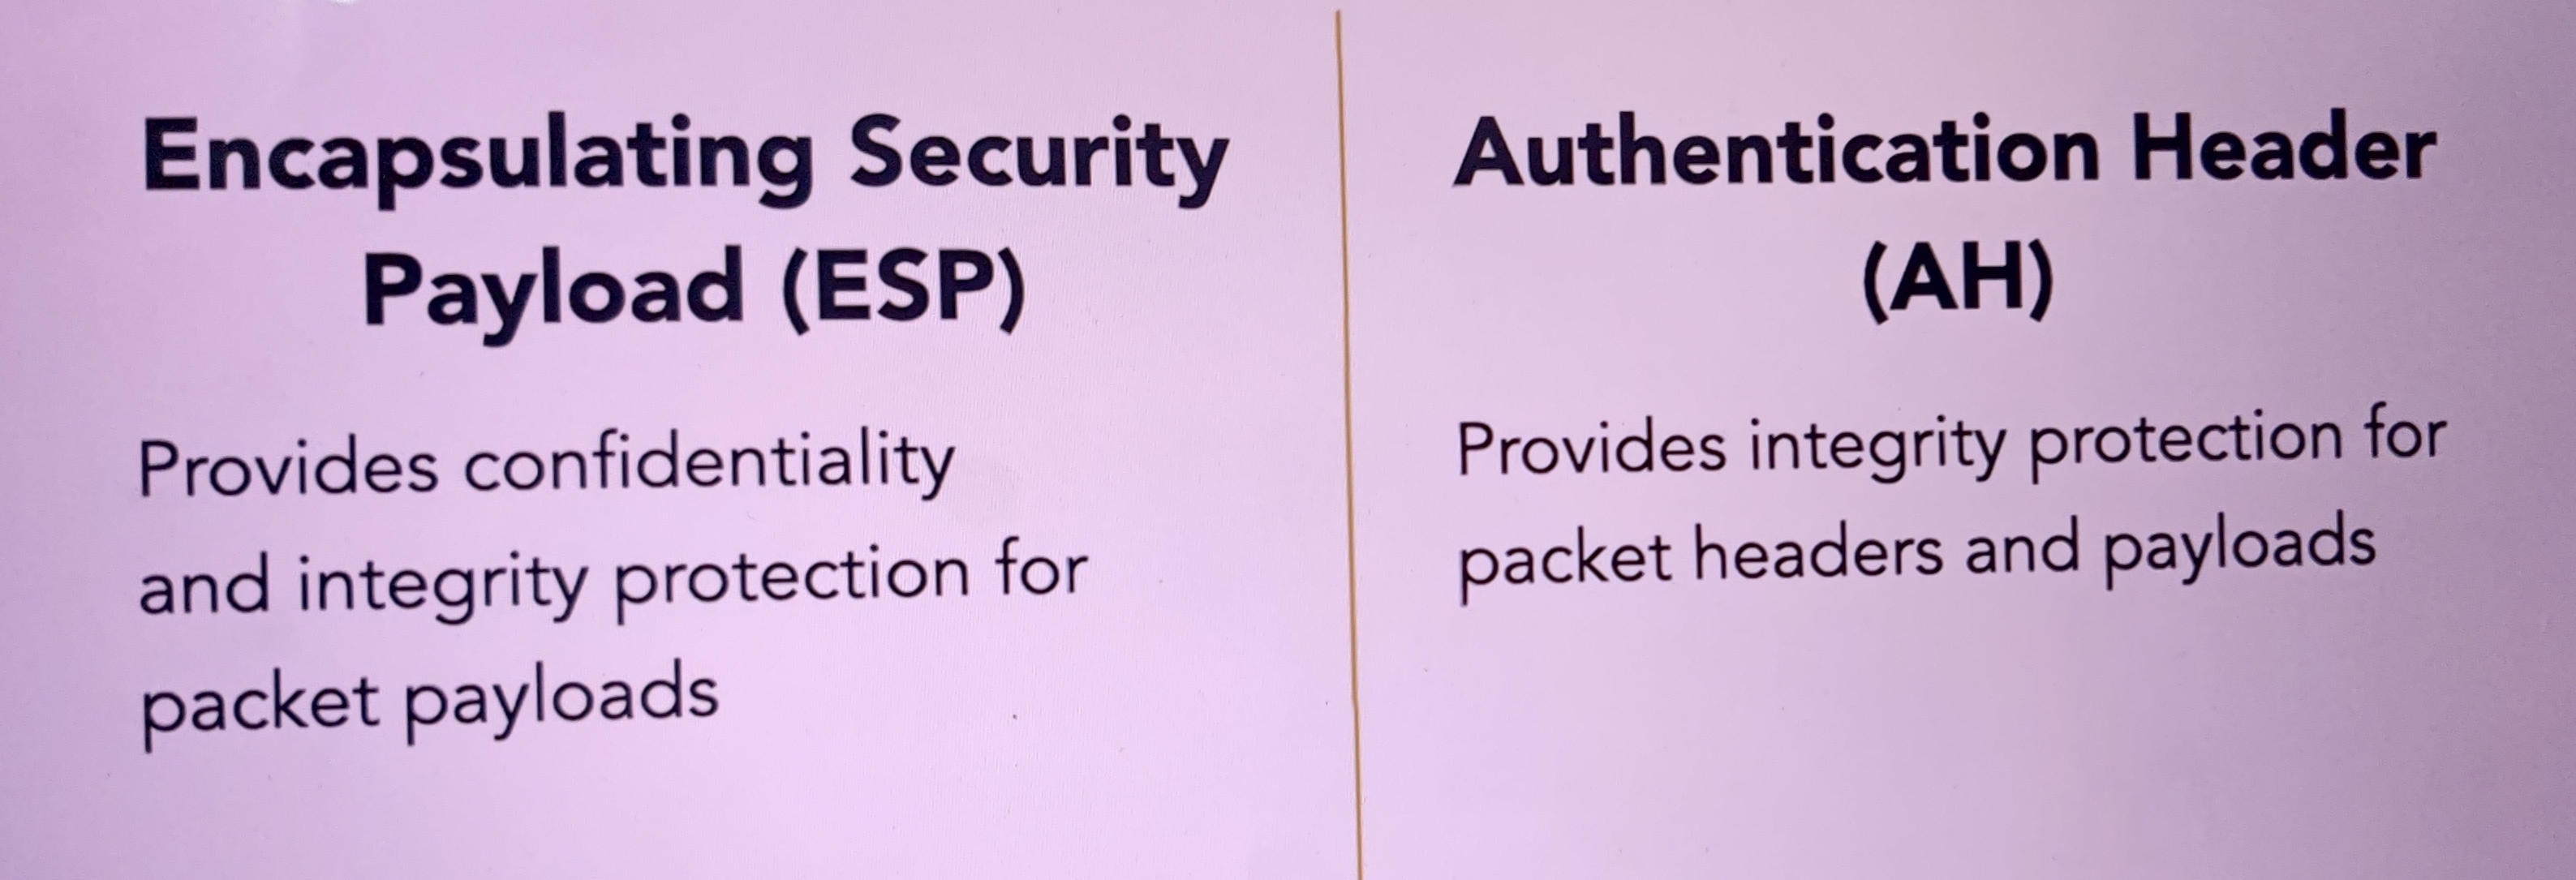 Encapsulating Security
Payload (ESP)
Provides confidentiality
and integrity protection for
packet payloads
Authentication Header
(AH)
Provides integrity protection for
packet headers and payloads